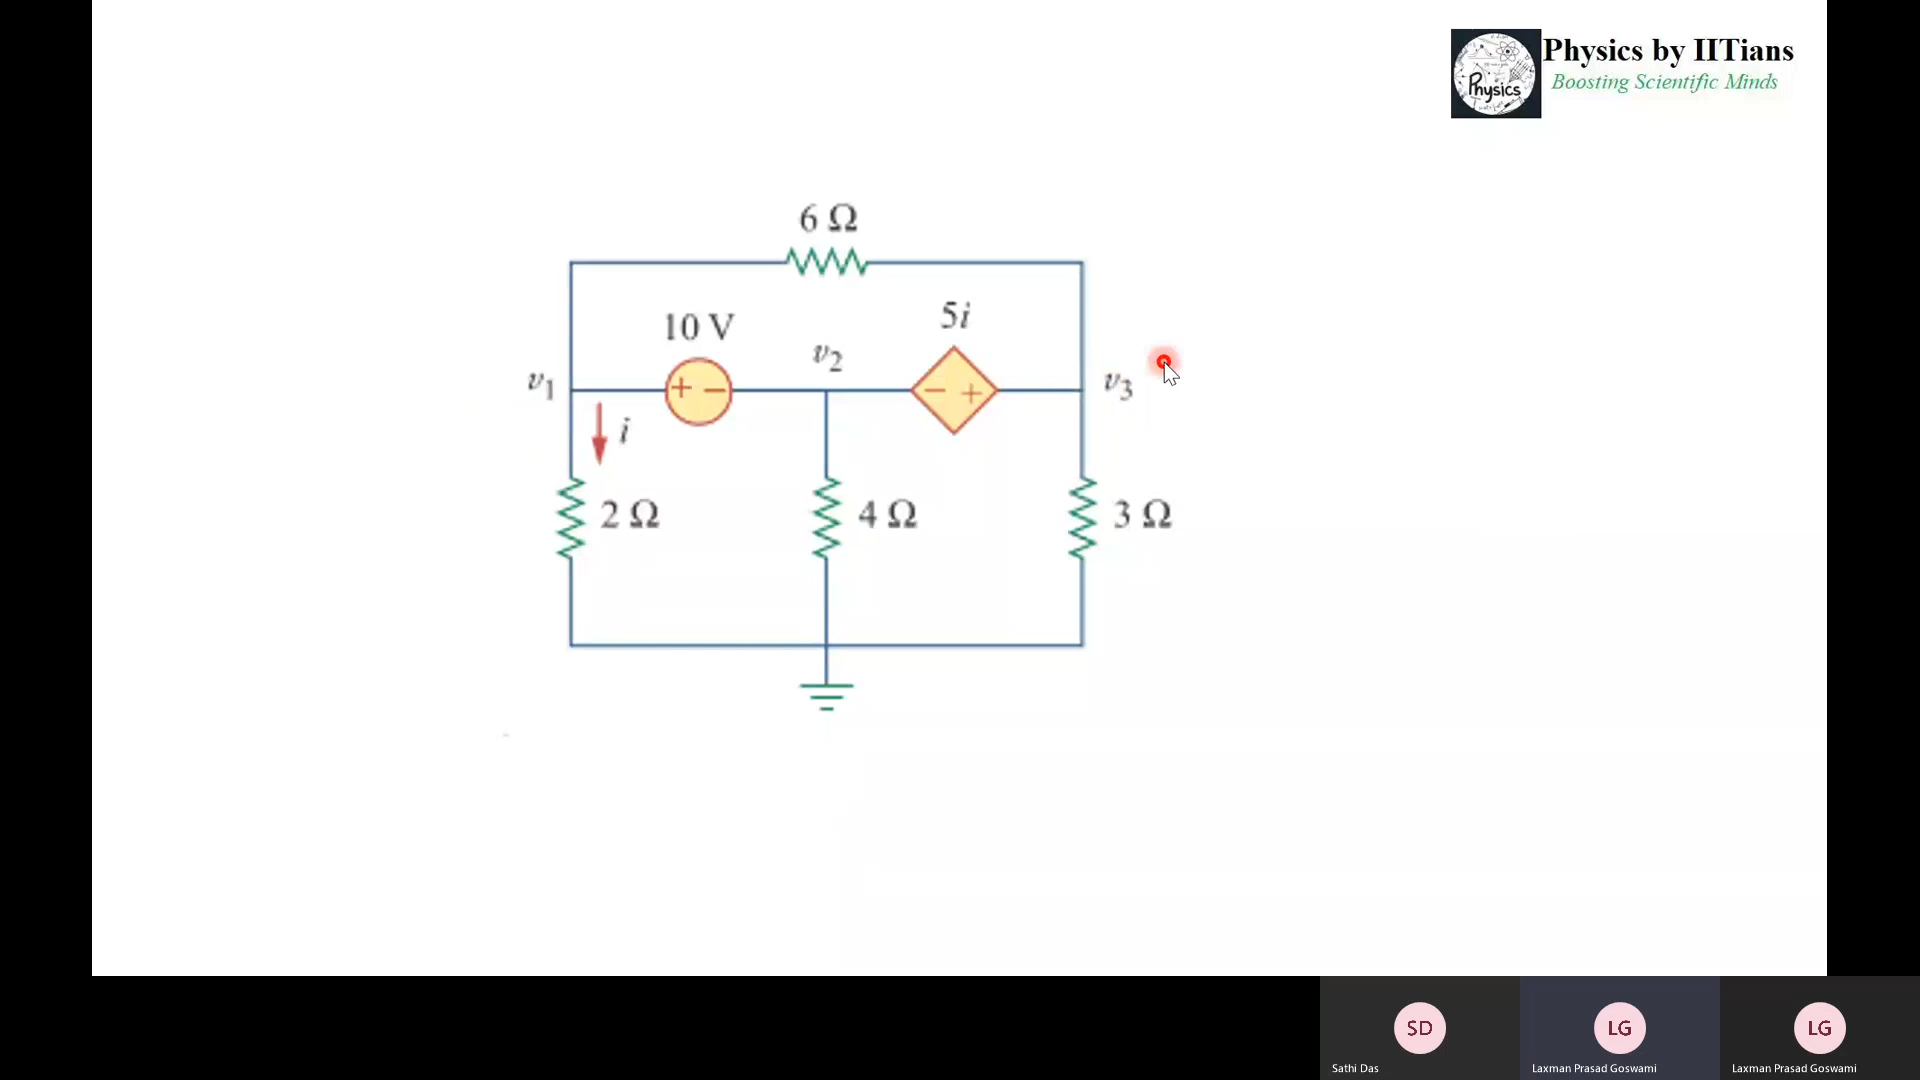 Physics by IITians
Boosting Scientific Minds
Physics
6 Ω
10 V
5i
v2
v1
v3
+ −
− +
i
2 Ω
4 Ω
3 Ω
SD
LG
LG
Sathi Das
Laxman Prasad Goswami
Laxman Prasad Goswami